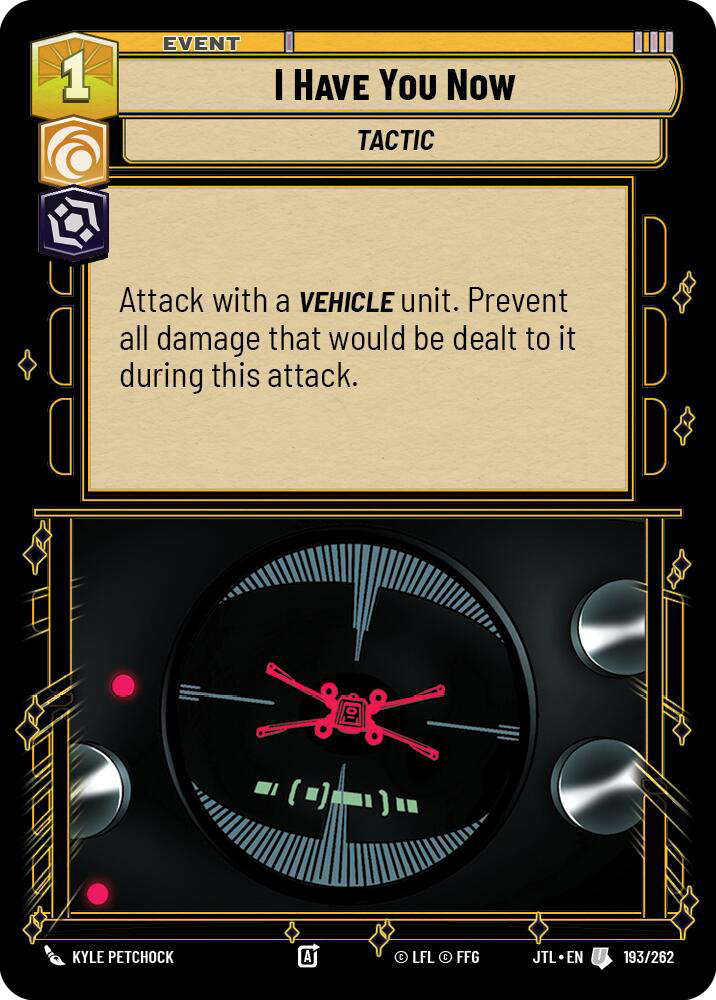 EVENT
1
I HAVE YOU NOW
TACTIC
Attack with a VEHICLE unit. Prevent
all damage that would be dealt to it
during this attack.
KYLE PETCHOCK
A
© LFL © FFG
JTL • EN
U
193/262